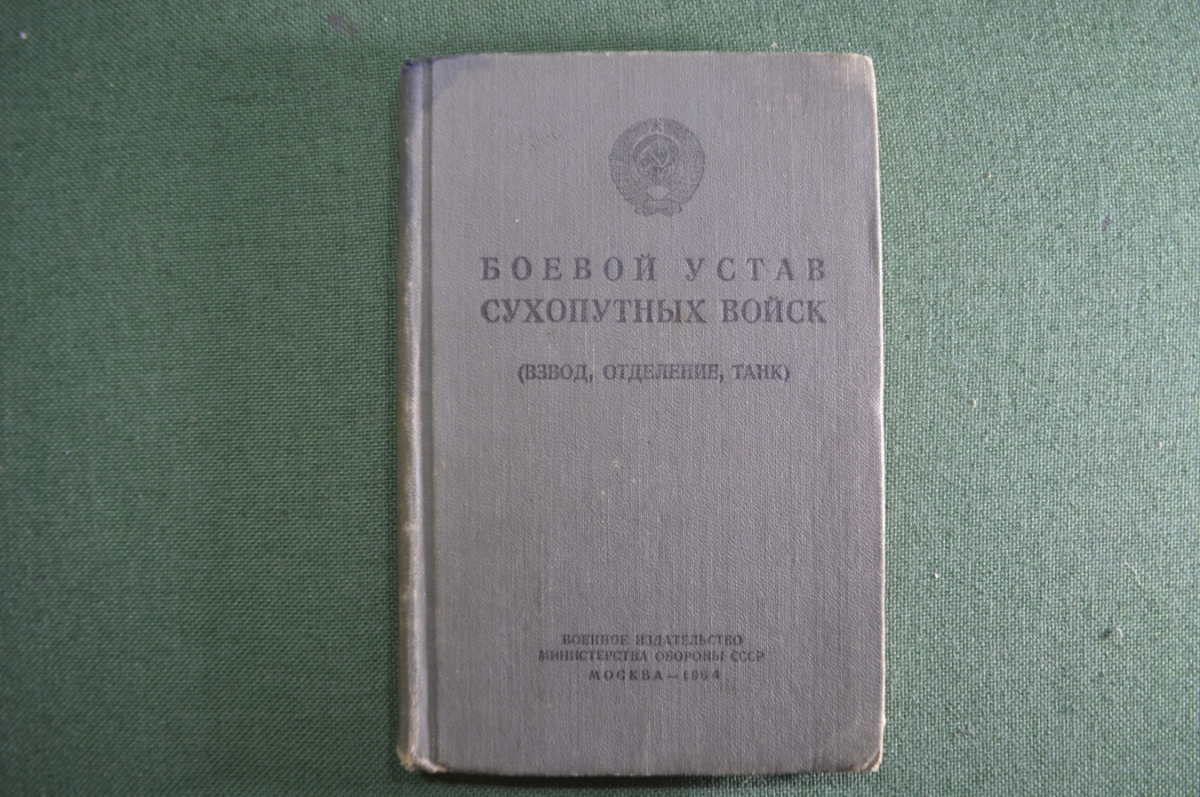 БОЕВОЙ УСТАВ
СУХОПУТНЫХ ВОЙСК
(ВЗВОД, ОТДЕЛЕНИЕ, ТАНК)
ВОЕННОЕ ИЗДАТЕЛЬСТВО
МИНИСТЕРСТВА ОБОРОНЫ СССР
МОСКВА — 1964